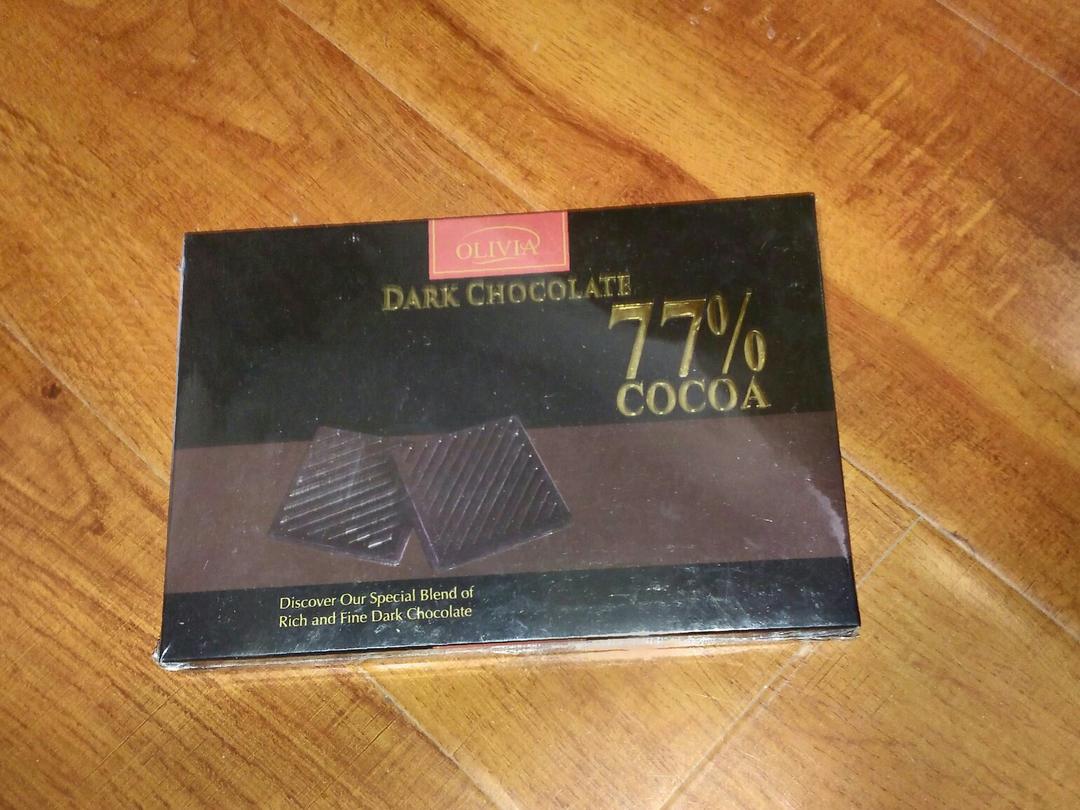 OLIVIA
DARK CHOCOLATE
77%
COCOA
Discover Our Special Blend of
Rich and Fine Dark Chocolate